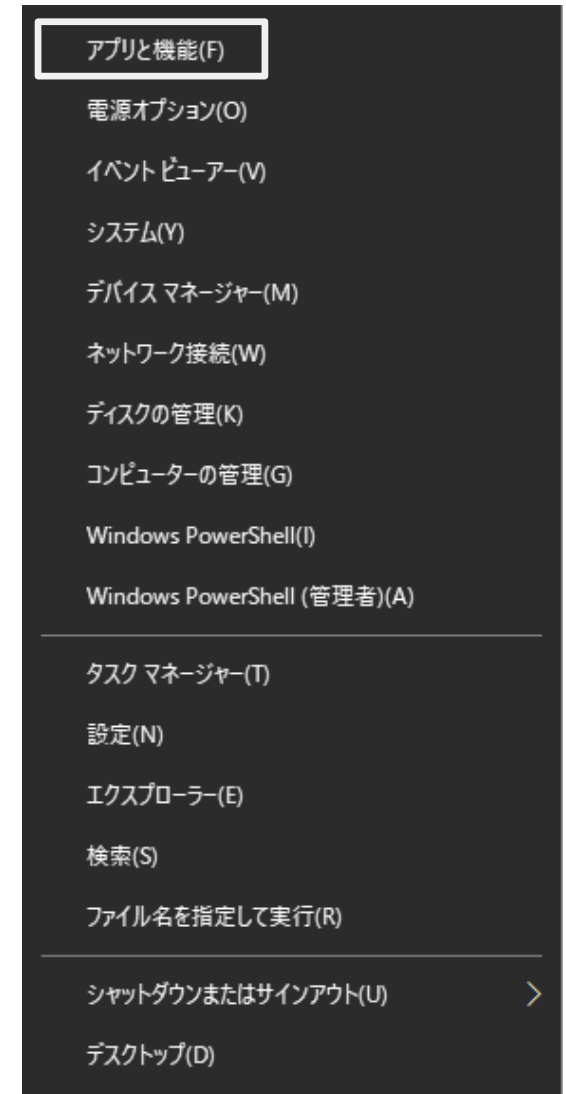 アプリと機能(F)
電源オプション(O)
イベント ビューアー(V)
システム(Y)
デバイス マネージャー(M)
ネットワーク接続(W)
ディスクの管理(K)
コンピューターの管理(G)
Windows PowerShell(I)
Windows PowerShell (管理者)(A)
タスク マネージャー(T)
設定(N)
エクスプローラー(E)
検索(S)
ファイル名を指定して実行(R)
シャットダウンまたはサインアウト(U)
デスクトップ(D)